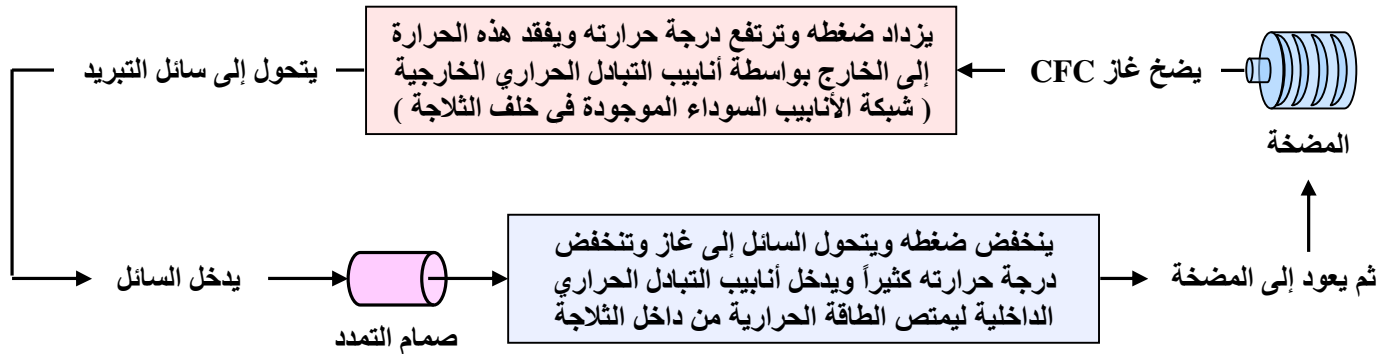 المضخة
يضخ غاز CFC
يزداد ضغطه وترتفع درجة حرارته ويفقد هذه الحرارة
إلى الخارج بواسطة أنابيب التبادل الحراري الخارجية
( شبكة الأنابيب السوداء الموجودة فى خلف الثلاجة )
يتحول إلى سائل التبريد
يدخل السائل
صمام التمدد
ينخفض ضغطه ويتحول السائل إلى غاز وتنخفض
درجة حرارته كثيراً ويدخل أنابيب التبادل الحراري
الداخلية ليمتص الطاقة الحرارية من داخل الثلاجة
ثم يعود إلى المضخة